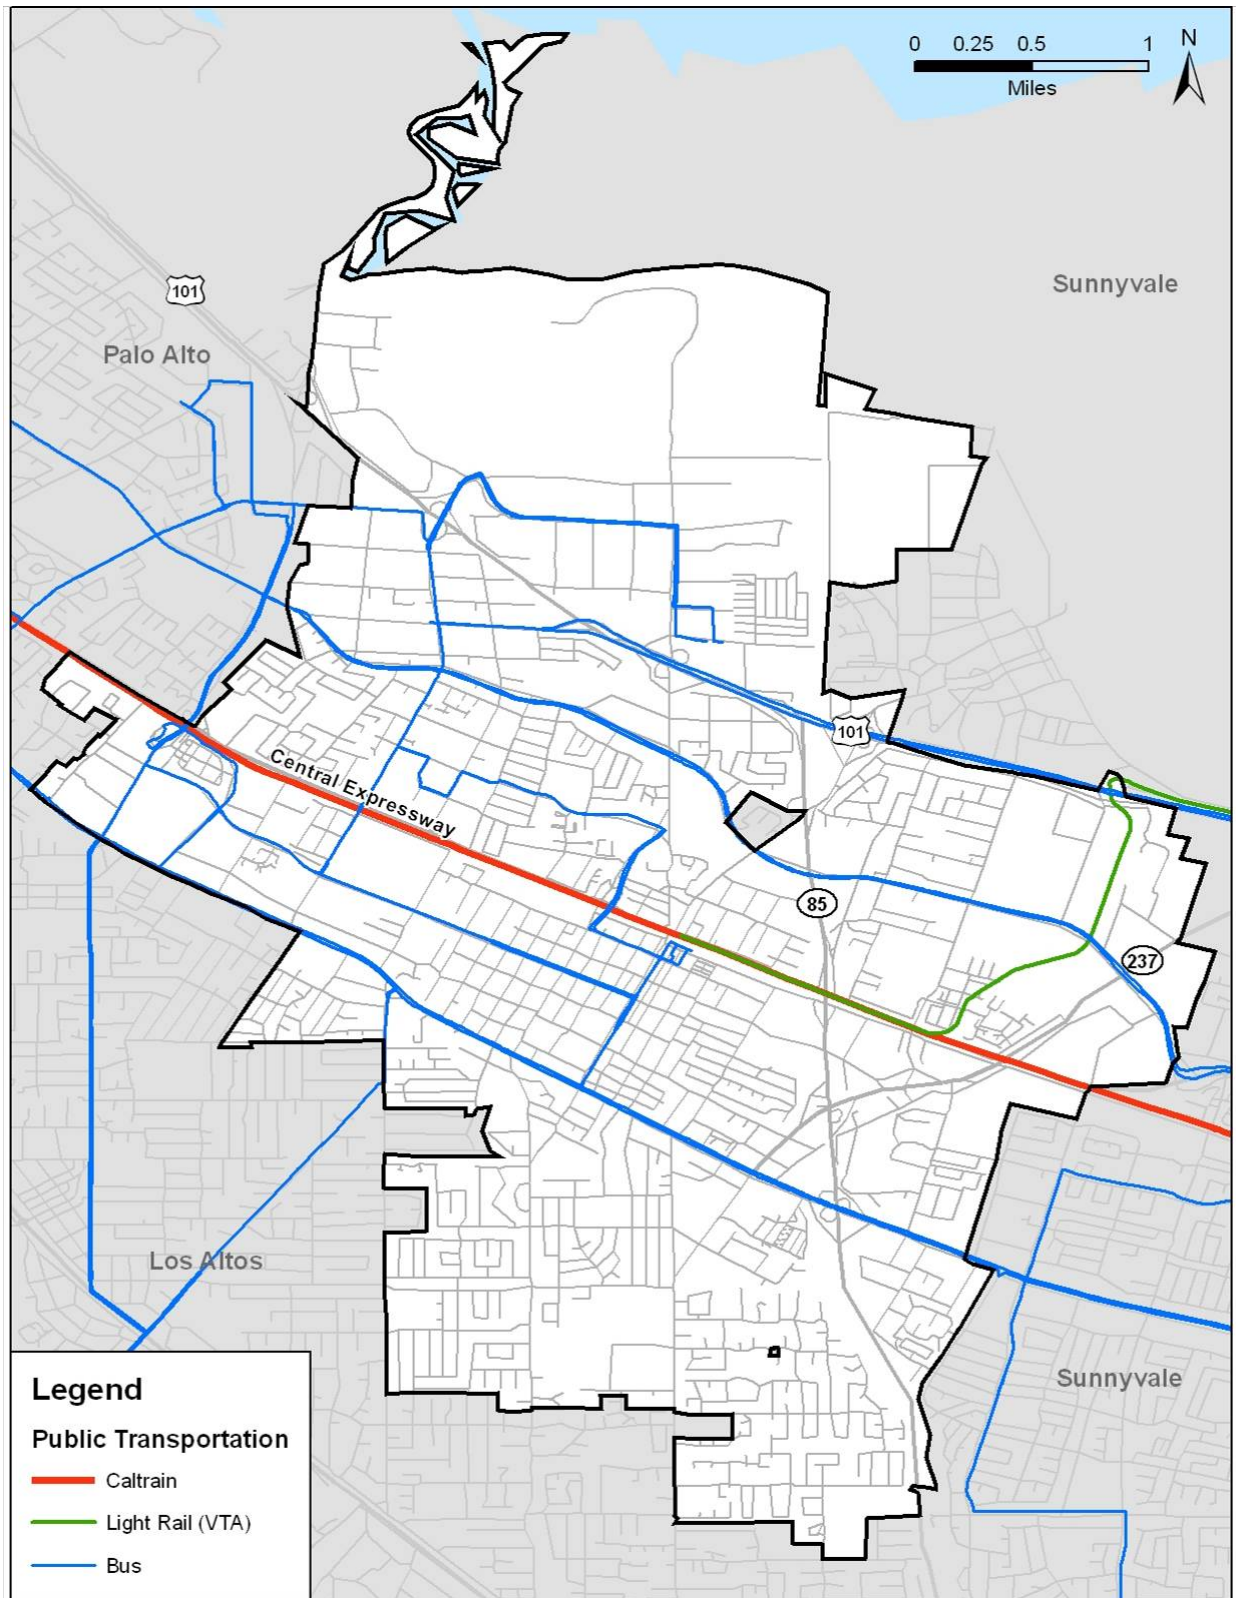 0 0.25 0.5 1
Miles
N
Sunnyvale
101
Palo Alto
101
Central Expressway
85
237
Los Altos
Sunnyvale
Legend
Public Transportation
Caltrain
Light Rail (VTA)
Bus